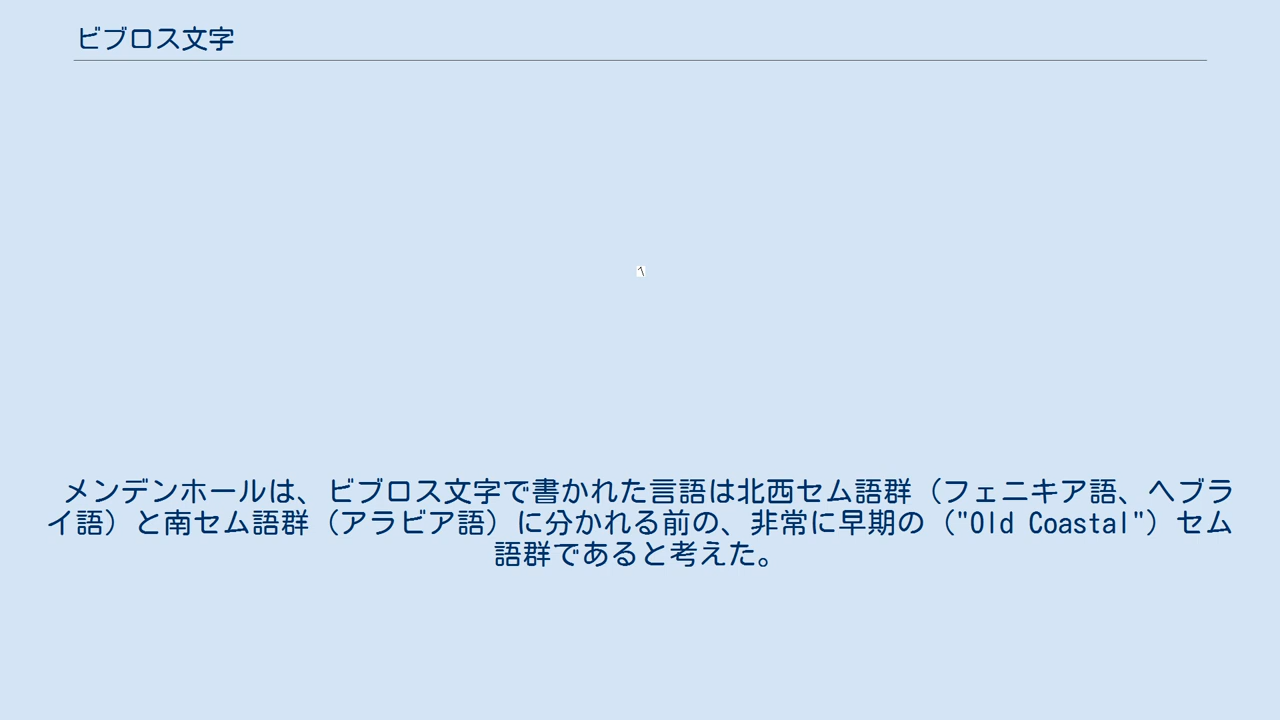 ビブロス文字
メンデンホールは、ビブロス文字で書かれた言語は北西セム語群（フェニキア語、ヘブラ
イ語）と南セム語群（アラビア語）に分かれる前の、非常に早期の（"Old Coastal"）セム
語群であると考えた。